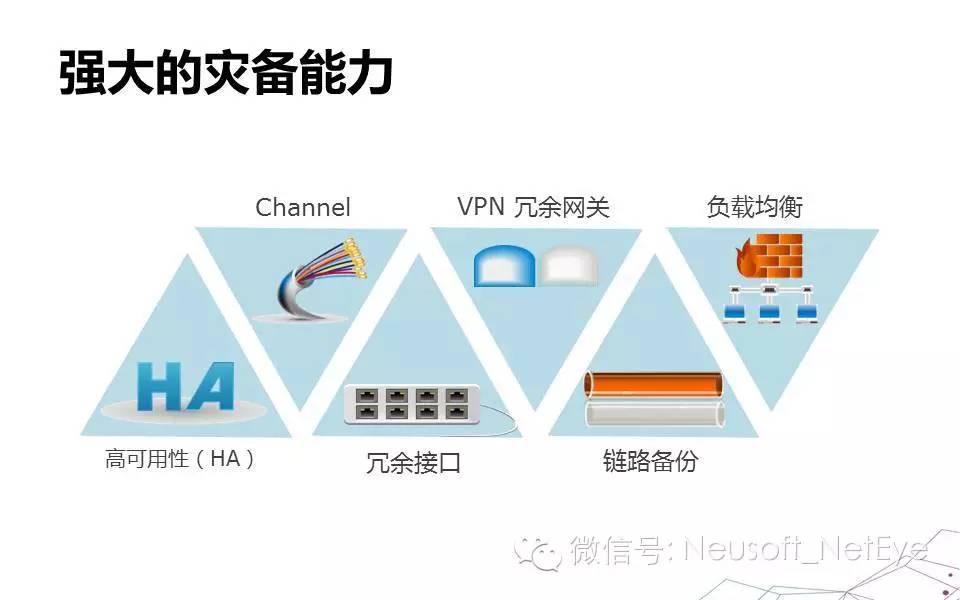 强大的灾备能力
Channel
VPN 冗余网关
负载均衡
HA
高可用性（HA）
冗余接口
链路备份
微信号: Neusoft_NetEye